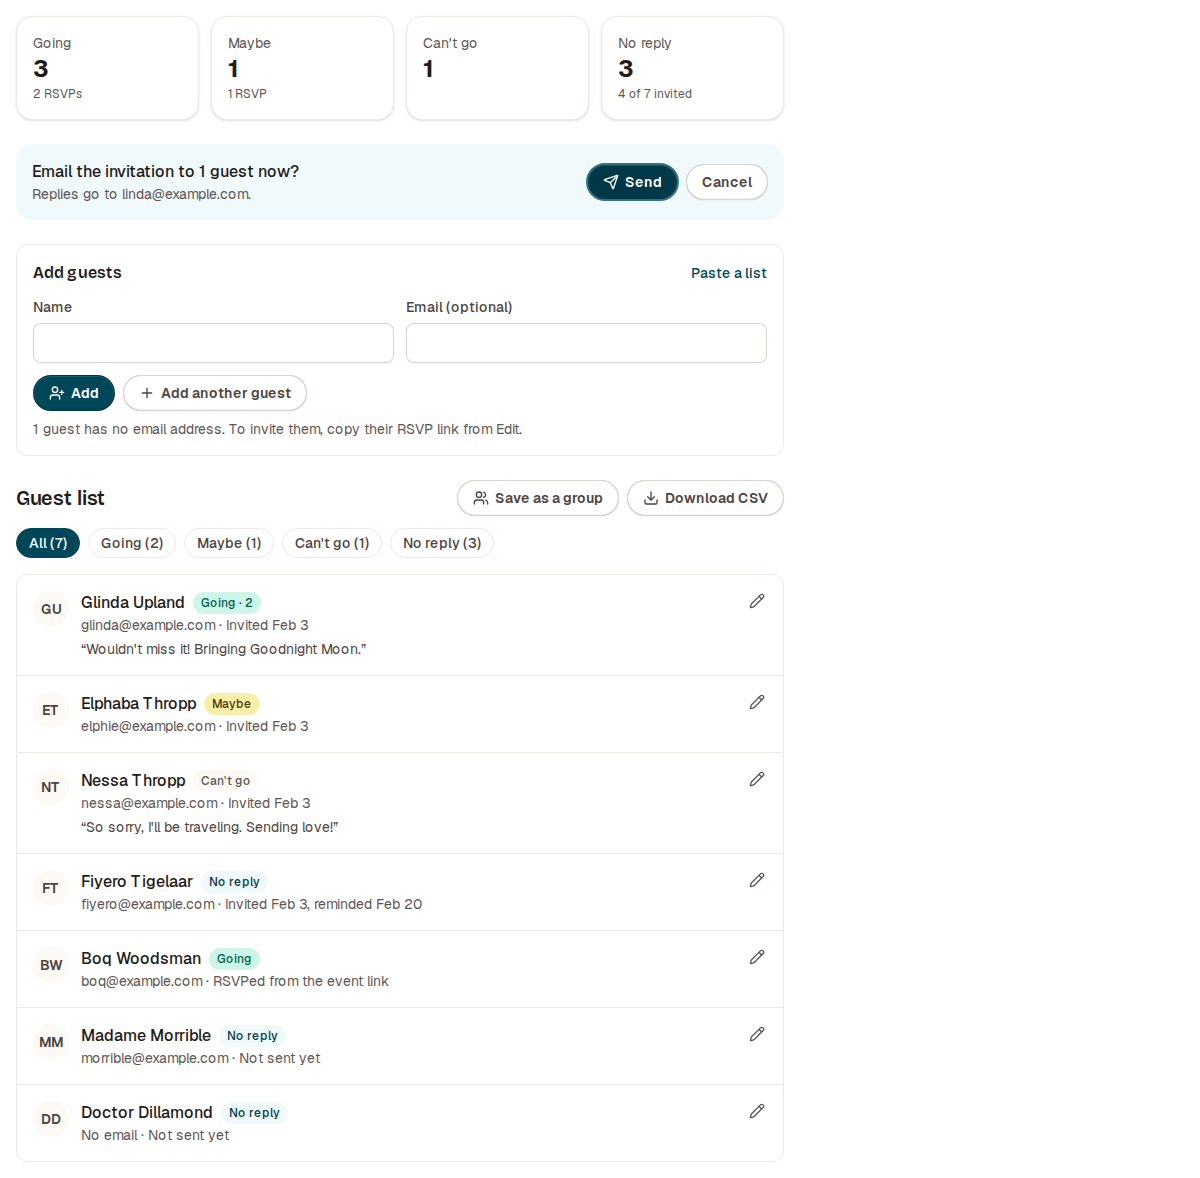 Going
3
2 RSVPs
Maybe
1
1 RSVP
Can't go
1
No reply
3
4 of 7 invited
Email the invitation to 1 guest now?
Replies go to linda@example.com.
Send
Cancel
Add guests
Paste a list
Name
Email (optional)
Add
Add another guest
1 guest has no email address. To invite them, copy their RSVP link from Edit.
Guest list
Save as a group
Download CSV
All (7)
Going (2)
Maybe (1)
Can't go (1)
No reply (3)
GU
Glinda Upland
Going · 2
glinda@example.com · Invited Feb 3
“Wouldn't miss it! Bringing Goodnight Moon.”
ET
Elphaba Thropp
Maybe
elphie@example.com · Invited Feb 3
NT
Nessa Thropp
Can't go
nessa@example.com · Invited Feb 3
“So sorry, I'll be traveling. Sending love!”
FT
Fiyero Tigelaar
No reply
fiyero@example.com · Invited Feb 3, reminded Feb 20
BW
Boq Woodsman
Going
boq@example.com · RSVPed from the event link
MM
Madame Morrible
No reply
morrible@example.com · Not sent yet
DD
Doctor Dillamond
No reply
No email · Not sent yet